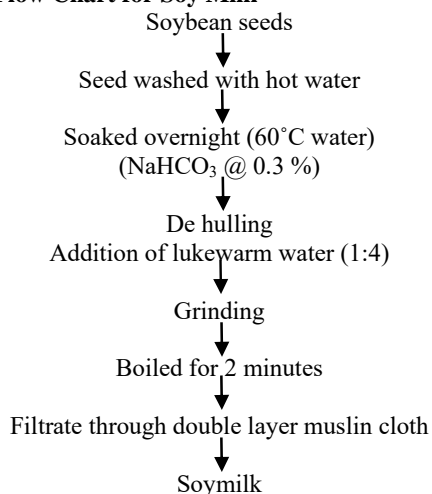 Flow Chart for Soy Milk
Soybean seeds
Seed washed with hot water
Soaked overnight (60˚C water)
(NaHCO₃ @ 0.3 %)
De hulling
Addition of lukewarm water (1:4)
Grinding
Boiled for 2 minutes
Filtrate through double layer muslin cloth
Soymilk